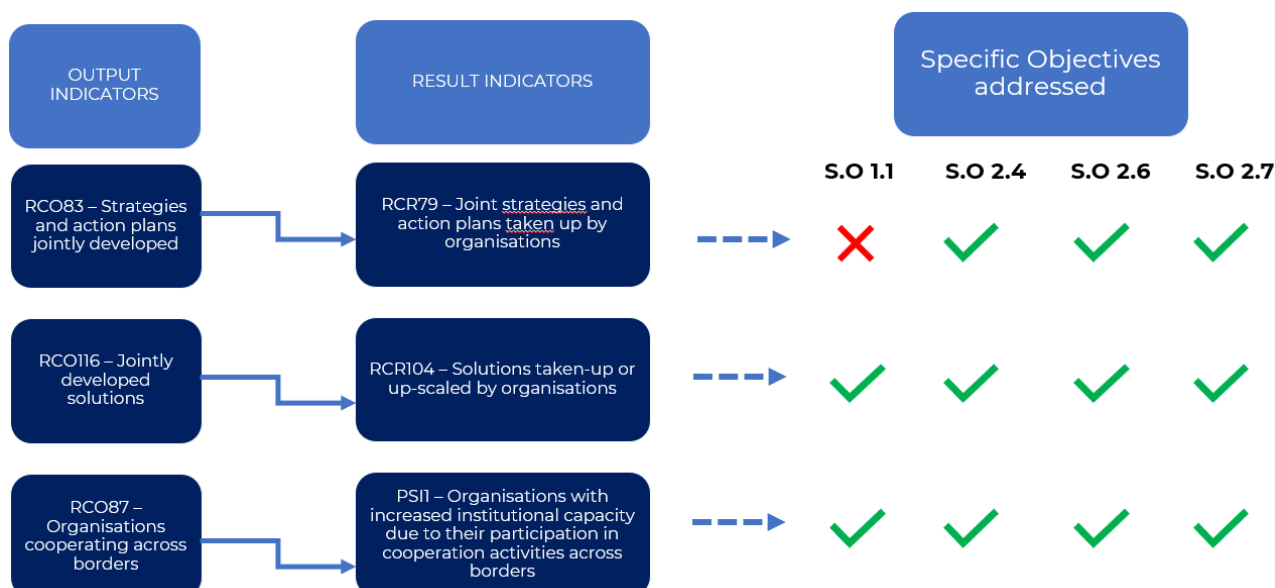 OUTPUT
INDICATORS
RESULT INDICATORS
Specific Objectives
addressed
S.O 1.1
S.O 2.4
S.O 2.6
S.O 2.7
RCO83 – Strategies
and action plans
jointly developed
RCR79 – Joint strategies and
action plans taken up by
organisations
RCO116 – Jointly
developed
solutions
RCR104 – Solutions taken-up or
up-scaled by organisations
RCO87 –
Organisations
cooperating across
borders
PSI1 – Organisations with
increased institutional capacity
due to their participation in
cooperation activities across
borders